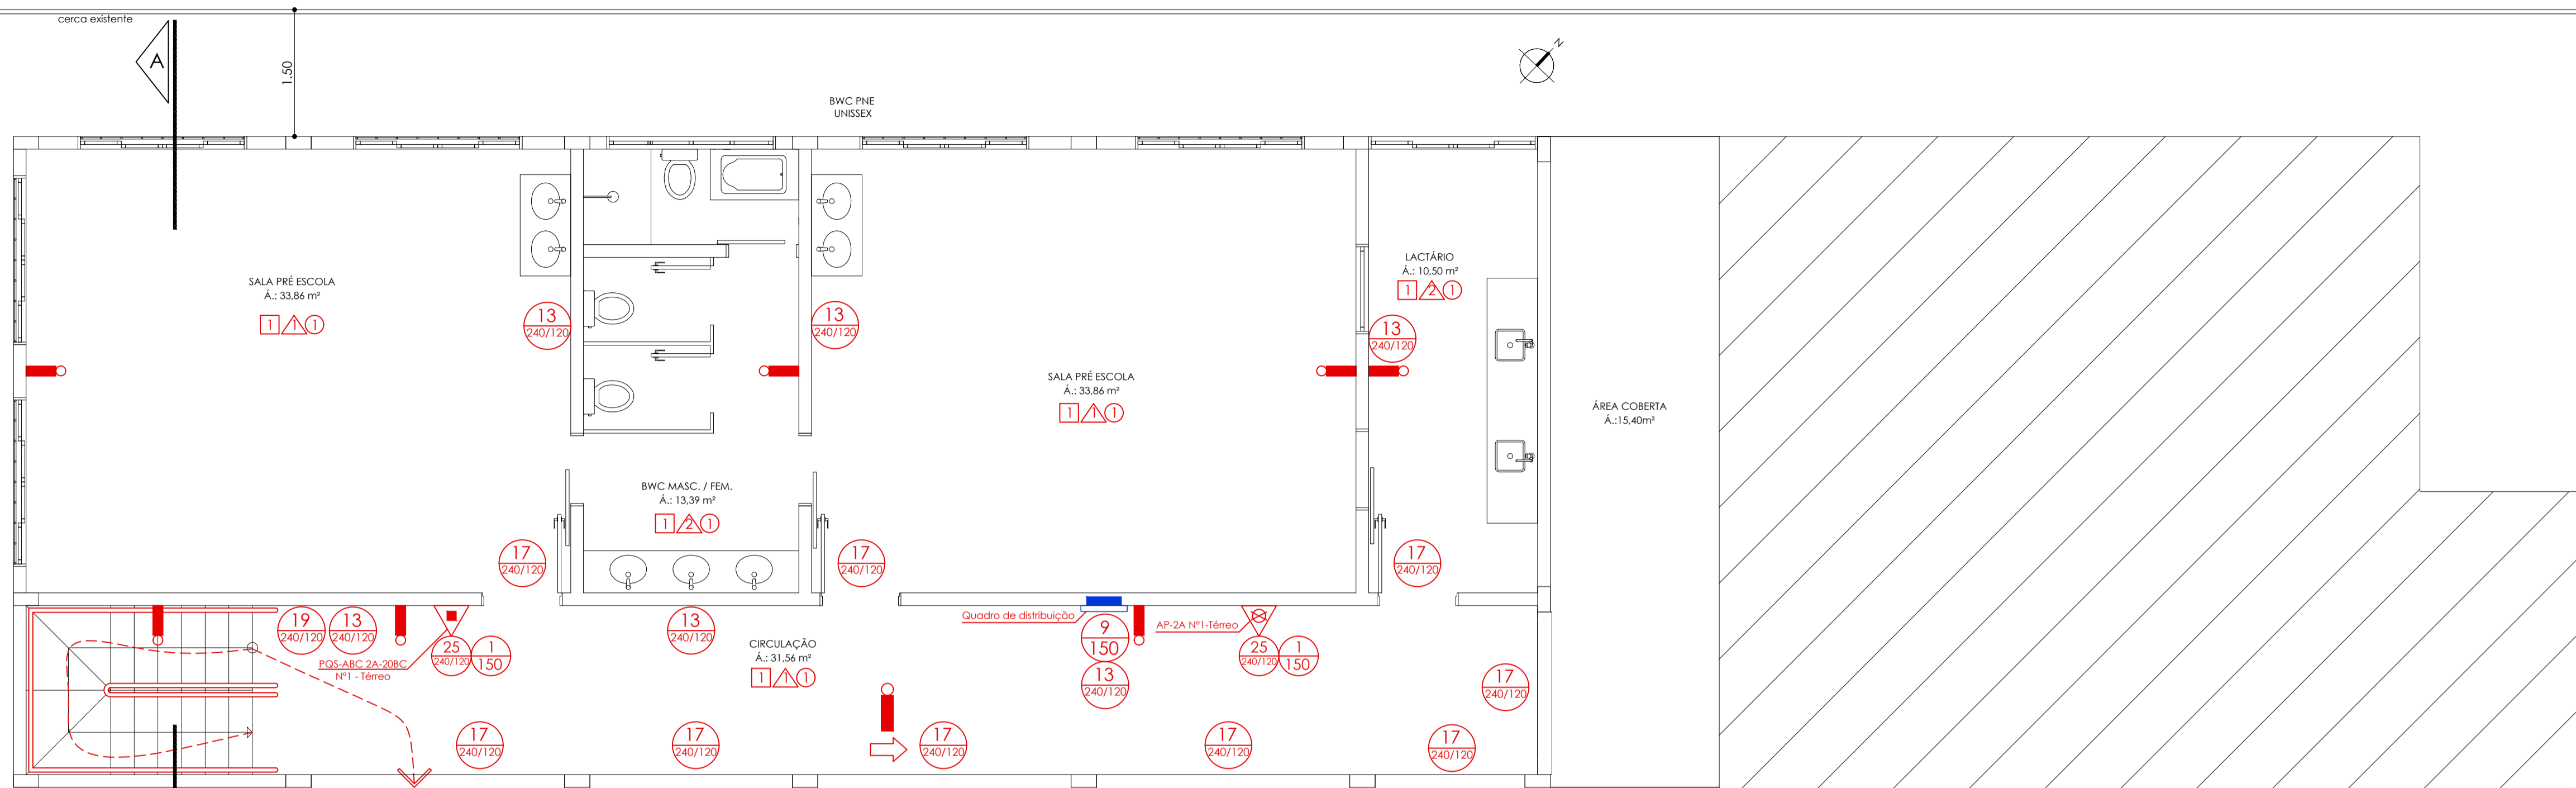 cerca existente
A
1.50
N
BWC PNE
UNISSEX
SALA PRÉ ESCOLA
Á.: 33,86 m²
1 1 1
13
240/120
13
240/120
LACTÁRIO
Á.: 10,50 m²
1 2 1
13
240/120
SALA PRÉ ESCOLA
Á.: 33,86 m²
1 1 1
ÁREA COBERTA
Á.:15,40m²
BWC MASC. / FEM.
Á.: 13,39 m²
1 2 1
17
240/120
17
240/120
17
240/120
19
240/120
13
240/120
PQS-ABC 2A-20BC
Nº1 - Térreo
25
240/120
1
150
13
240/120
CIRCULAÇÃO
Á.: 31,56 m²
1 1 1
Quadro de distribuição
9
150
13
240/120
AP-2A Nº1-Térreo
25
240/120
1
150
17
240/120
17
240/120
17
240/120
17
240/120
17
240/120
17
240/120